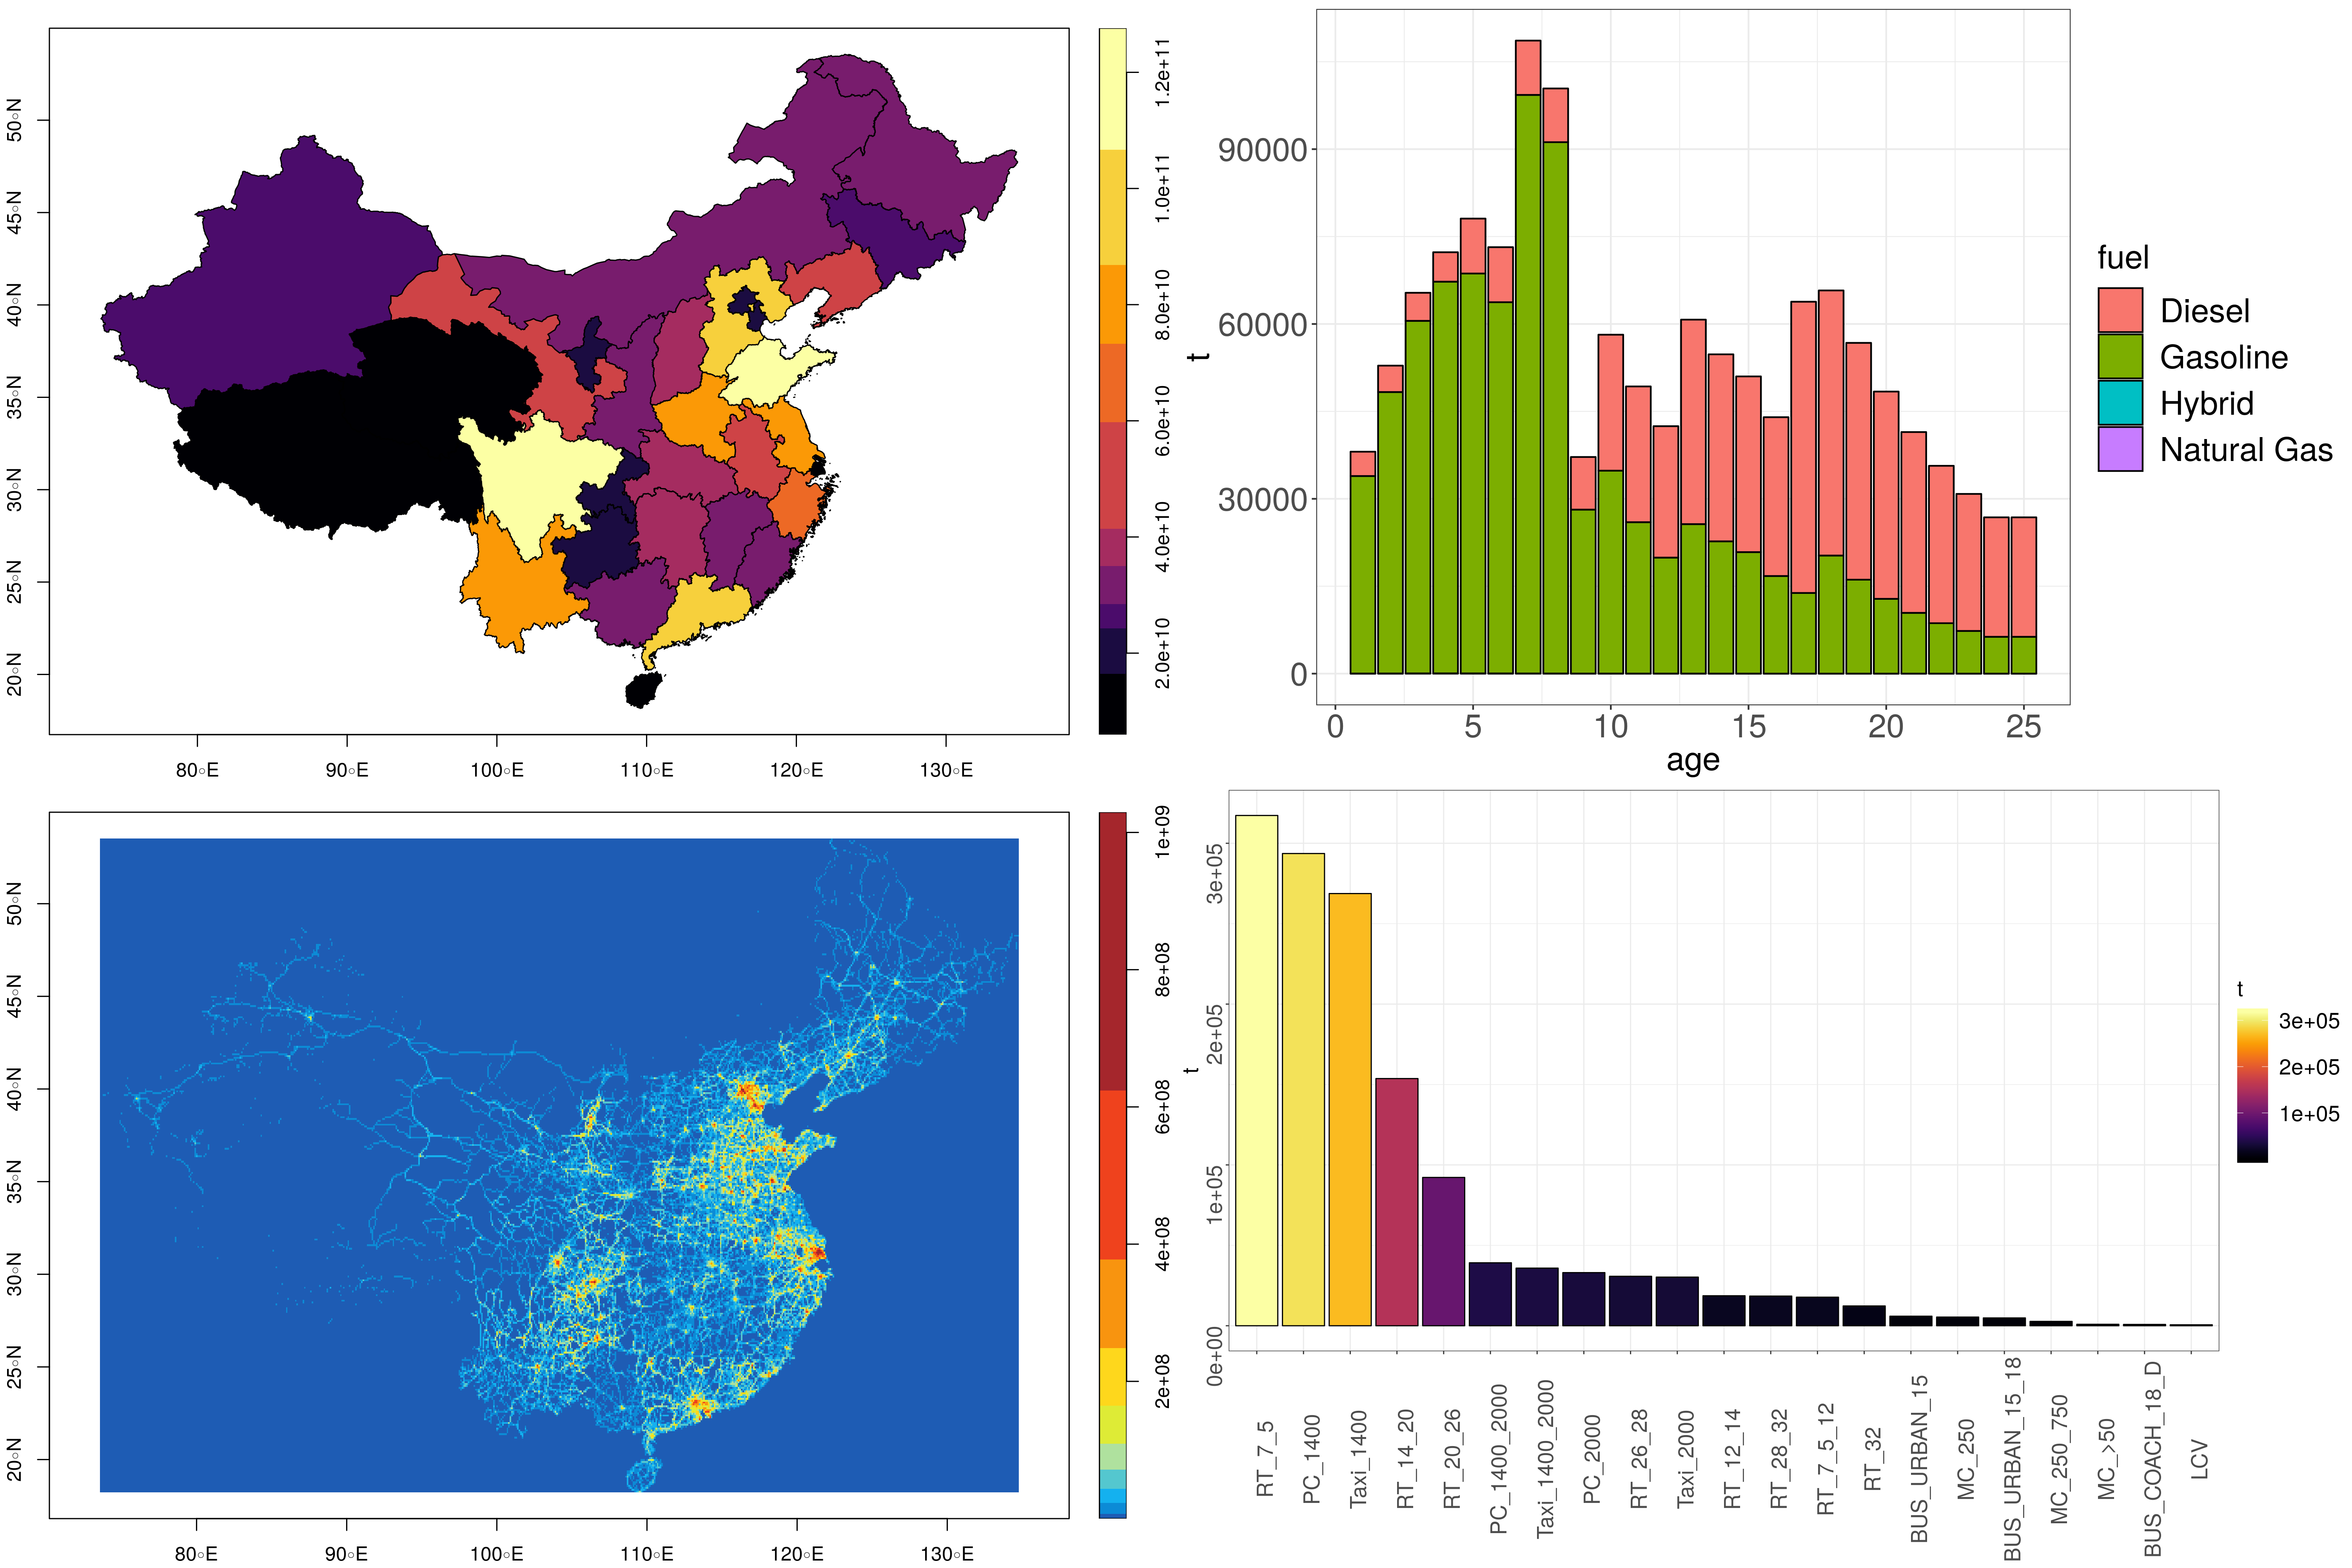 50◦N
45◦N
40◦N
35◦N
30◦N
25◦N
20◦N
80◦E 90◦E 100◦E 110◦E 120◦E 130◦E
1.2e+11
1.0e+11
8.0e+10
6.0e+10
4.0e+10
2.0e+10
90000
60000
30000
0
t
0 5 10 15 20 25
age
fuel
Diesel
Gasoline
Hybrid
Natural Gas
50◦N
45◦N
40◦N
35◦N
30◦N
25◦N
20◦N
80◦E 90◦E 100◦E 110◦E 120◦E 130◦E
1e+09
8e+08
6e+08
4e+08
2e+08
3e+05
2e+05
1e+05
0e+00
t
RT_7_5
PC_1400
Taxi_1400
RT_14_20
RT_20_26
PC_1400_2000
Taxi_1400_2000
PC_2000
RT_26_28
Taxi_2000
RT_12_14
RT_28_32
RT_7_5_12
RT_32
BUS_URBAN_15
MC_250
BUS_URBAN_15_18
MC_250_750
MC_>50
BUS_COACH_18_D
LCV
t
3e+05
2e+05
1e+05